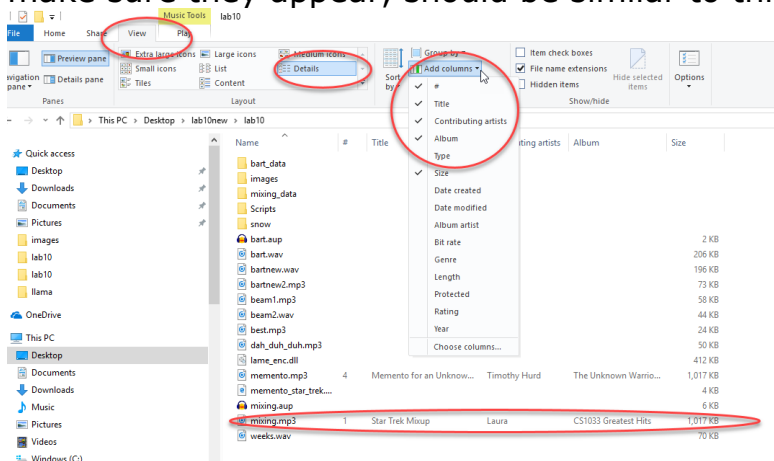 make sure they appear, should be similar to thi
Music Tools lab10
File Home Share View Play
Preview pane Extra large icons Large icons Medium icons Group by Item check boxes
Details pane Small icons List Details Add columns File name extensions
Tiles Content Sort by Hidden items Hide selected items Options
pane
Panes Layout Show/hide
#
Title
Contributing artists
Album
Type
Size
Date created
Date modified
Album artist
Bit rate
Genre
Length
Protected
Rating
Year
Choose columns...
This PC > Desktop > lab10new > lab10
Name # Title ting artists Album Size
Quick access
Desktop
Downloads
Documents
Pictures
images
lab10
lab10
llama
OneDrive
This PC
Desktop
Documents
Downloads
Music
Pictures
Videos
Windows (C:)
bart_data
images
mixing_data
Scripts
snow
bart.aup 2 KB
bart.wav 206 KB
bartnew.wav 196 KB
bartnew2.mp3 73 KB
beam1.mp3 58 KB
beam2.wav 44 KB
best.mp3 24 KB
dah_duh_duh.mp3 50 KB
lame_enc.dll 412 KB
memento.mp3 4 Memento for an Unknow... Timothy Hurd The Unknown Warrio... 1,017 KB
memento_star_trek.... 4 KB
mixing.aup 6 KB
mixing.mp3 1 Star Trek Mixup Laura CS1033 Greatest Hits 1,017 KB
weeks.wav 70 KB